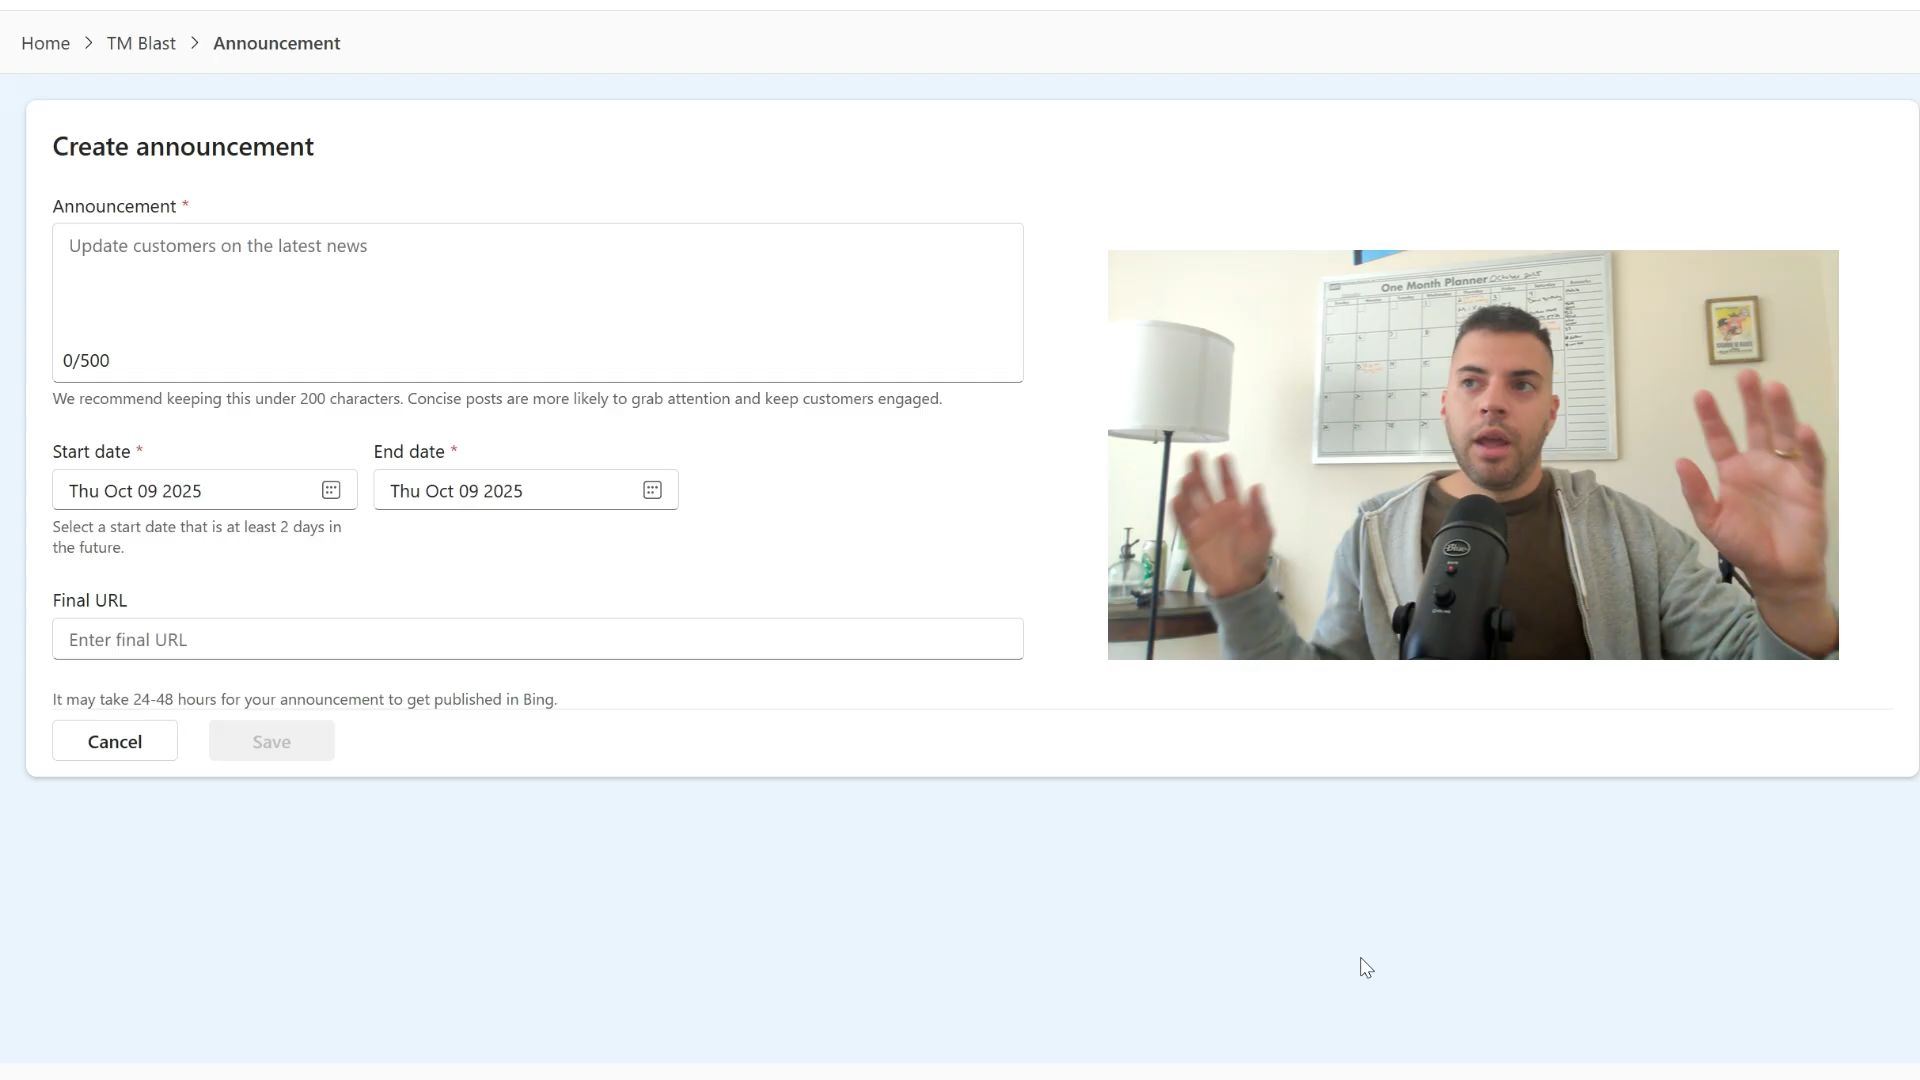 Home > TM Blast > Announcement
Create announcement
Announcement *
Update customers on the latest news
0/500
We recommend keeping this under 200 characters. Concise posts are more likely to grab attention and keep customers engaged.
Start date * End date *
Thu Oct 09 2025 Thu Oct 09 2025
Select a start date that is at least 2 days in
the future.
Final URL
Enter final URL
It may take 24-48 hours for your announcement to get published in Bing.
Cancel Save
One Month Planner October 2025
Blue